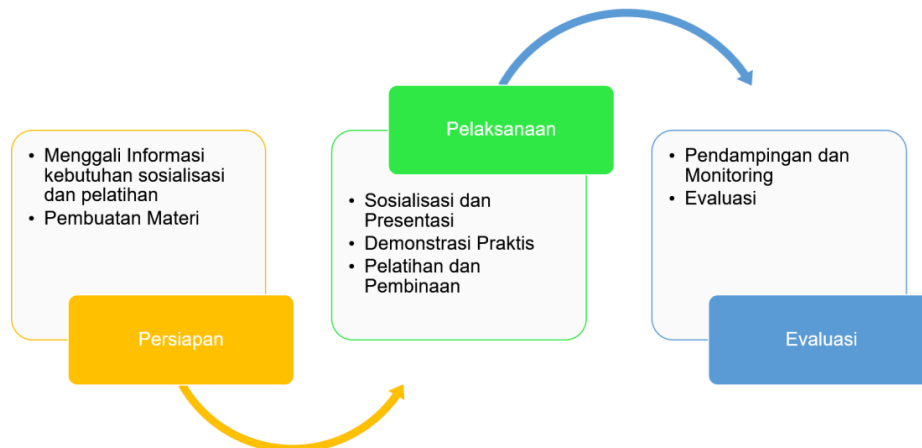 Menggali Informasi
kebutuhan sosialisasi
dan pelatihan
Pembuatan Materi
Persiapan
Pelaksanaan
Sosialisasi dan
Presentasi
Demonstrasi Praktis
Pelatihan dan
Pembinaan
Pendampingan dan
Monitoring
Evaluasi
Evaluasi